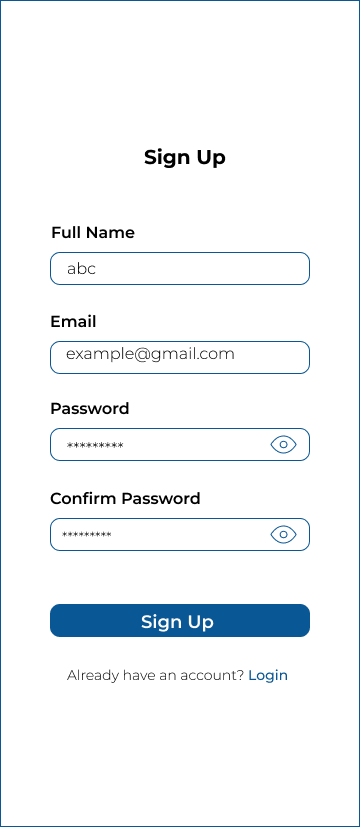 Sign Up
Full Name
abc
Email
example@gmail.com
Password
*********
Confirm Password
*********
Sign Up
Already have an account? Login